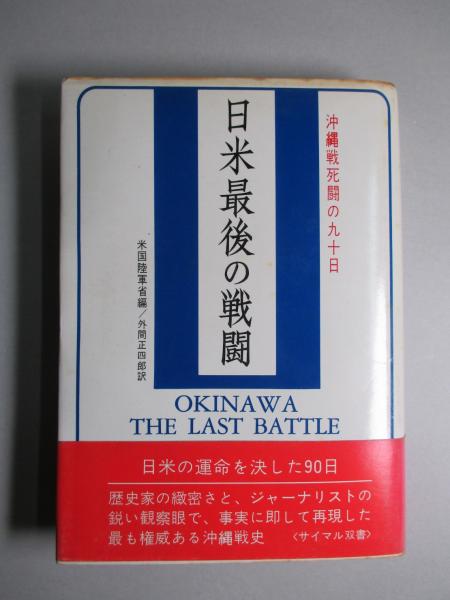 沖縄戦死闘の九十日
日米最後の戦闘
米国陸軍省編/外間正四郎訳
OKINAWA
THE LAST BATTLE
日米の運命を決した90日
歴史家の緻密さと、ジャーナリストの
鋭い観察眼で、事実に即して再現した
最も権威ある沖縄戦史 〈サイマル双書〉